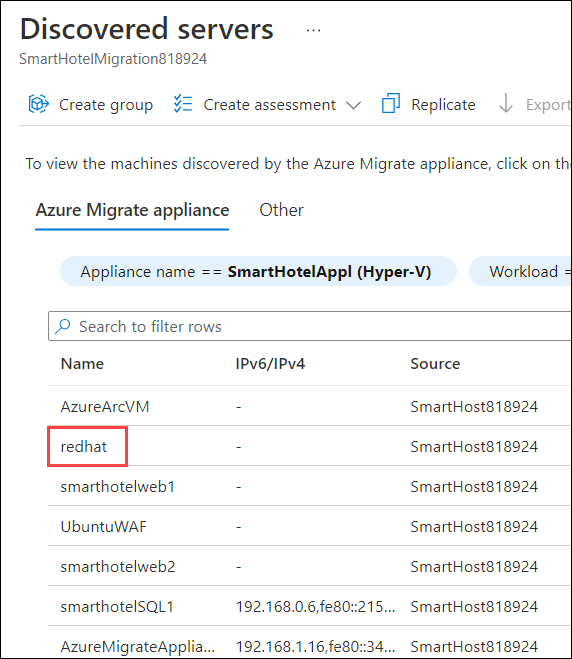 Discovered servers ...
SmartHotelMigration818924
Create group Create assessment Replicate Export
To view the machines discovered by the Azure Migrate appliance, click on the
Azure Migrate appliance Other
Appliance name == SmartHotelAppl (Hyper-V) Workload =
Search to filter rows
Name IPv6/IPv4 Source
AzureArcVM - SmartHost818924
redhat - SmartHost818924
smarthotelweb1 - SmartHost818924
UbuntuWAF - SmartHost818924
smarthotelweb2 - SmartHost818924
smarthotelSQL1 192.168.0.6,fe80::215... SmartHost818924
AzureMigrateApplia... 192.168.1.16,fe80::34... SmartHost818924